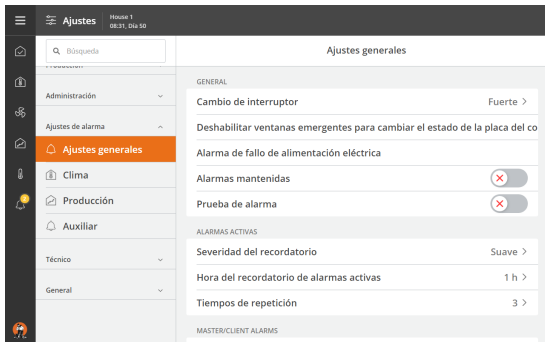 Ajustes
House 1
08:31, Día 50
Búsqueda
Administración
Ajustes de alarma
Ajustes generales
Clima
Producción
Auxiliar
Técnico
General
Ajustes generales
GENERAL
Cambio de interruptor Fuerte
Deshabilitar ventanas emergentes para cambiar el estado de la placa del co
Alarma de fallo de alimentación eléctrica
Alarmas mantenidas
Prueba de alarma
ALARMAS ACTIVAS
Severidad del recordatorio Suave
Hora del recordatorio de alarmas activas 1 h
Tiempos de repetición 3
MASTER/CLIENT ALARMS